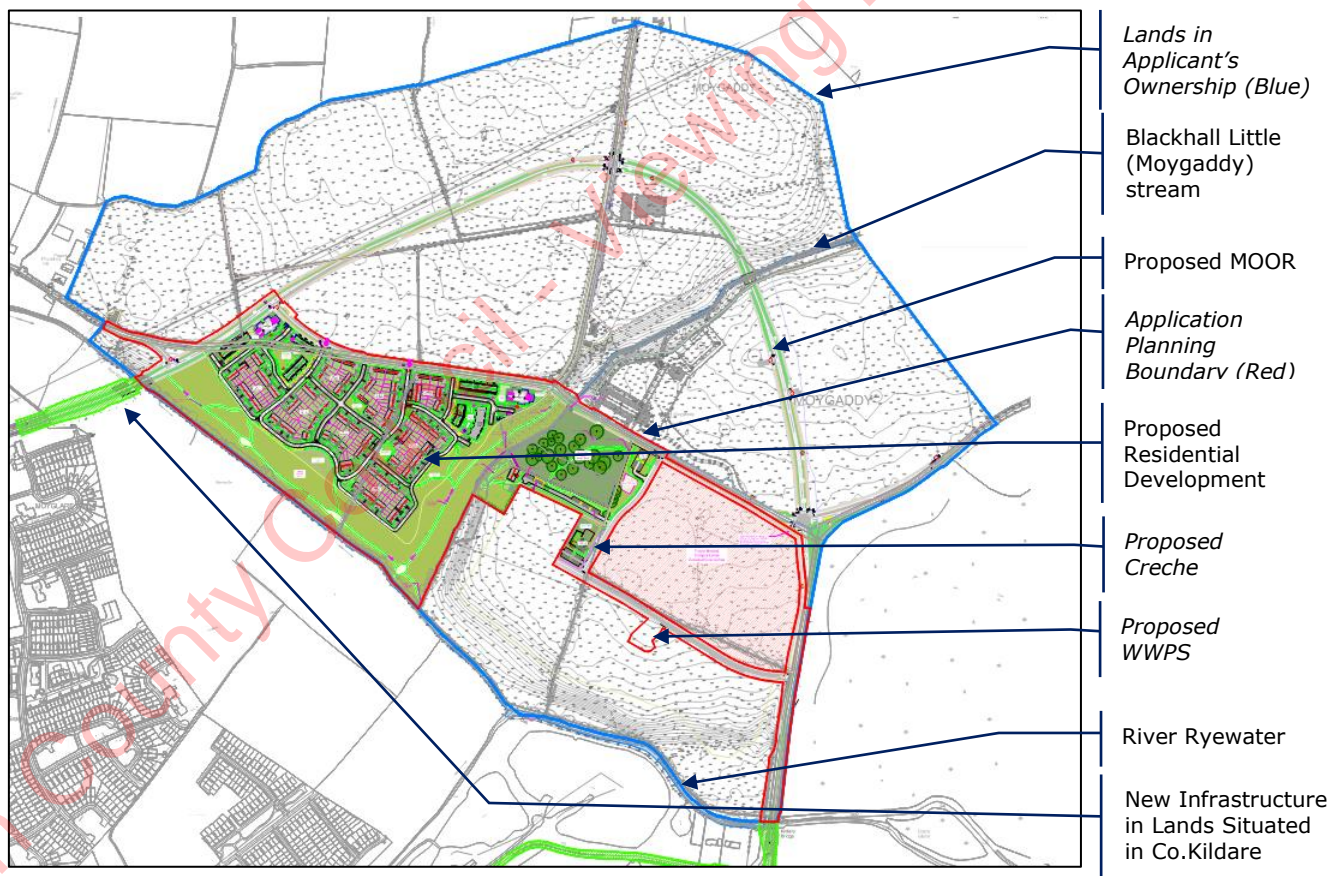 Lands in
Applicant's
Ownership (Blue)
Blackhall Little
(Moygaddy)
stream
Proposed MOOR
Application
Planning
Boundary (Red)
Proposed
Residential
Development
Proposed
Creche
Proposed
WWPS
River Ryewater
New Infrastructure
in Lands Situated
in Co.Kildare
MOYGADDY
MOYGADDY
County Council - Viewing